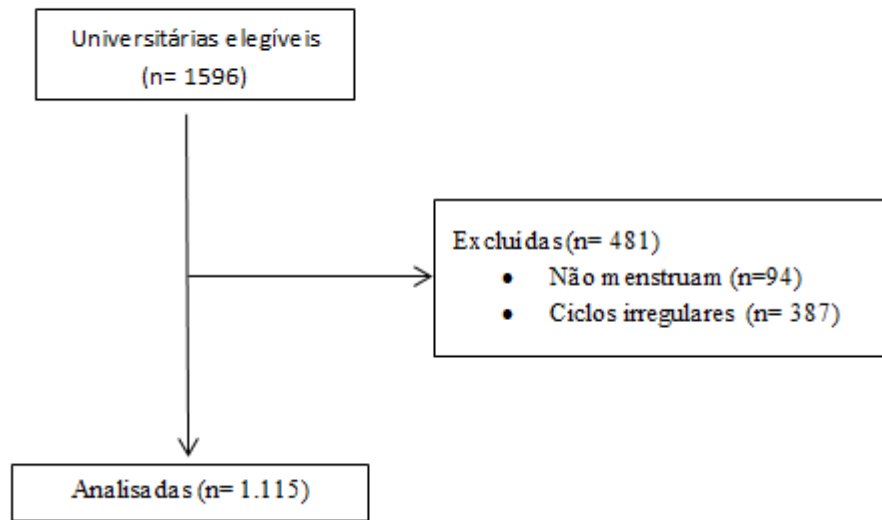 Universitárias elegíveis
(n= 1596)
Excluídas (n= 481)
• Não menstruam (n=94)
• Ciclos irregulares (n= 387)
Analisadas (n= 1.115)